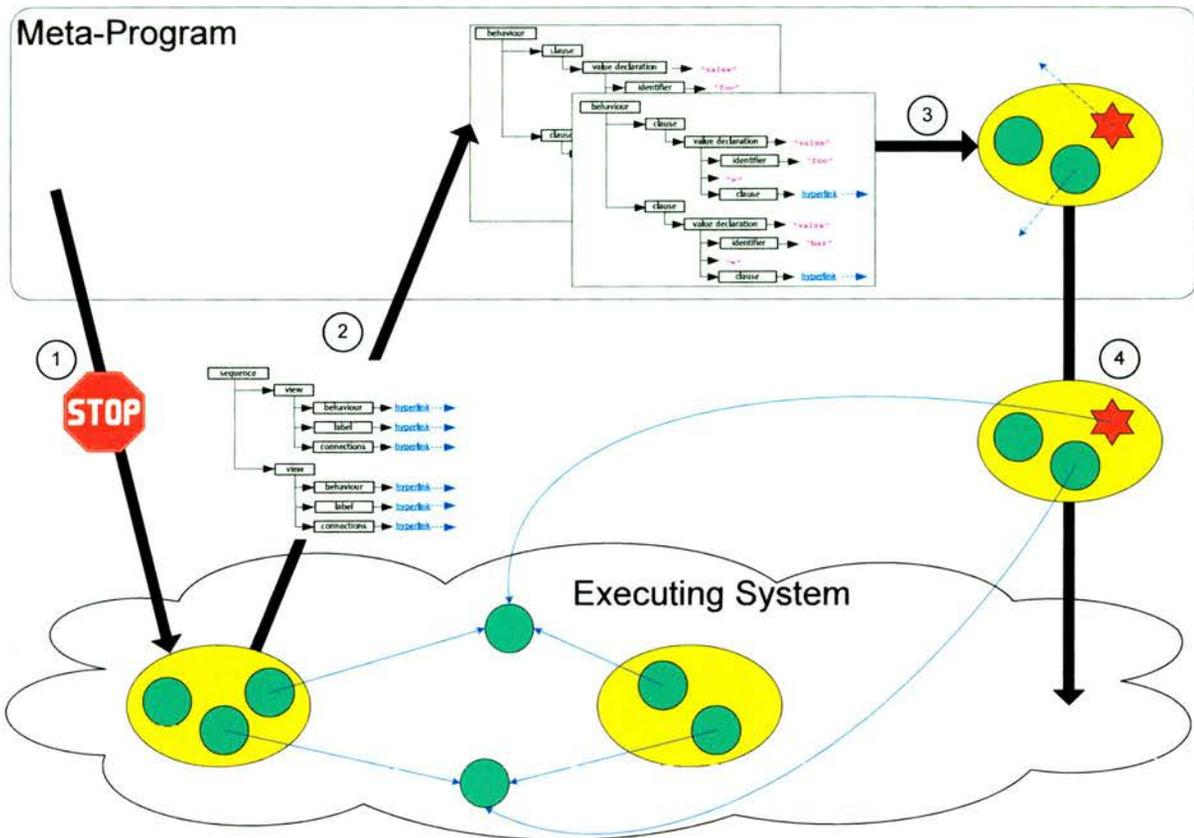 Meta-Program
behaviour
clause
value declaration "value"
identifier "foo"
clause
behaviour
clause
value declaration "value"
identifier "foo"
"="
clause hyperlink
clause
value declaration "value"
identifier "bar"
"="
clause hyperlink
3
2
1
STOP
4
sequence
view
behaviour hyperlink
label hyperlink
connections hyperlink
view
behaviour hyperlink
label hyperlink
connections hyperlink
Executing System